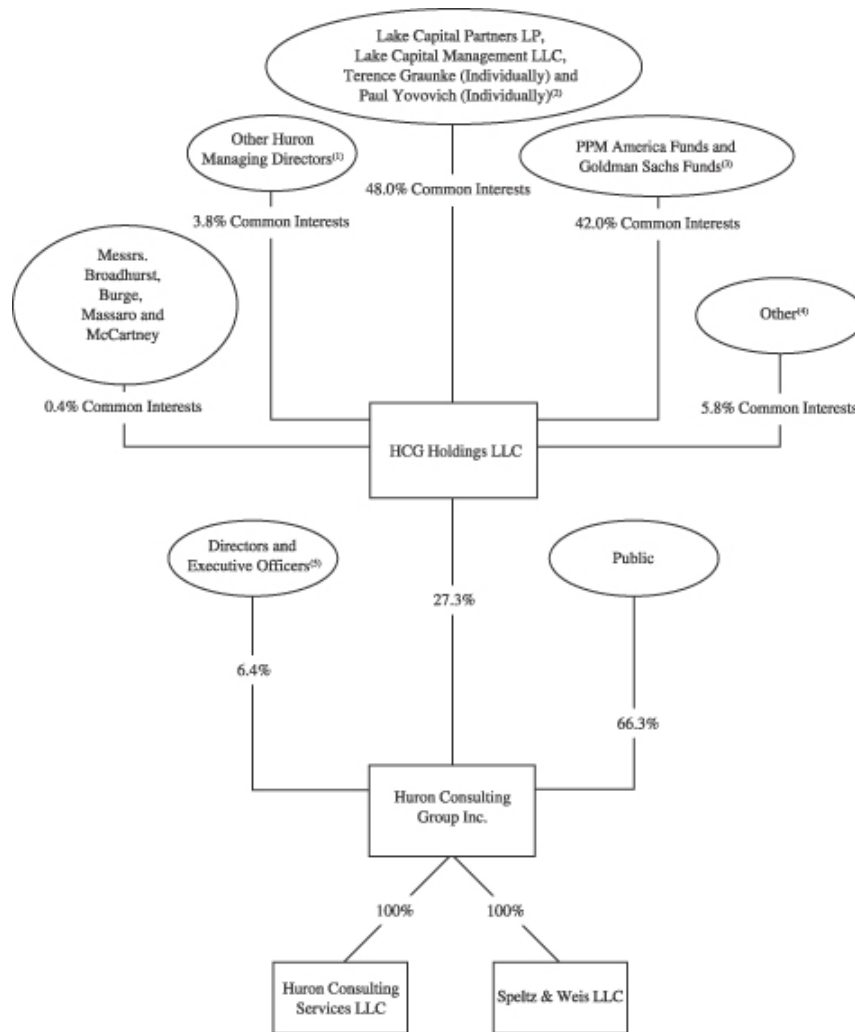 Lake Capital Partners LP,
Lake Capital Management LLC,
Terence Graunke (Individually) and
Paul Yovovich (Individually)(2)
Other Huron
Managing Directors(1)
PPM America Funds and
Goldman Sachs Funds(3)
48.0% Common Interests
3.8% Common Interests
42.0% Common Interests
Messrs.
Broadhurst,
Burge,
Massaro and
McCartney
Other(4)
0.4% Common Interests
5.8% Common Interests
HCG Holdings LLC
Directors and
Executive Officers(5)
Public
27.3%
6.4%
66.3%
Huron Consulting
Group Inc.
100%
100%
Huron Consulting
Services LLC
Speltz & Weis LLC